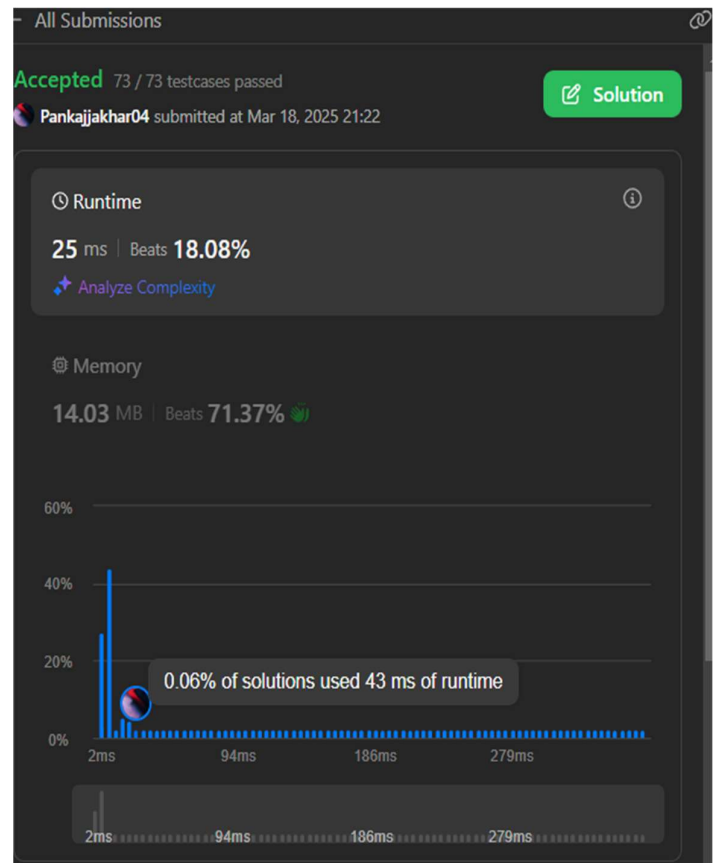 All Submissions
Accepted 73 / 73 testcases passed
Solution
Pankajjakhar04 submitted at Mar 18, 2025 21:22
Runtime
25 ms | Beats 18.08%
Analyze Complexity
Memory
14.03 MB | Beats 71.37%
60%
40%
20%
0.06% of solutions used 43 ms of runtime
0%
2ms 94ms 186ms 279ms
2ms 94ms 186ms 279ms